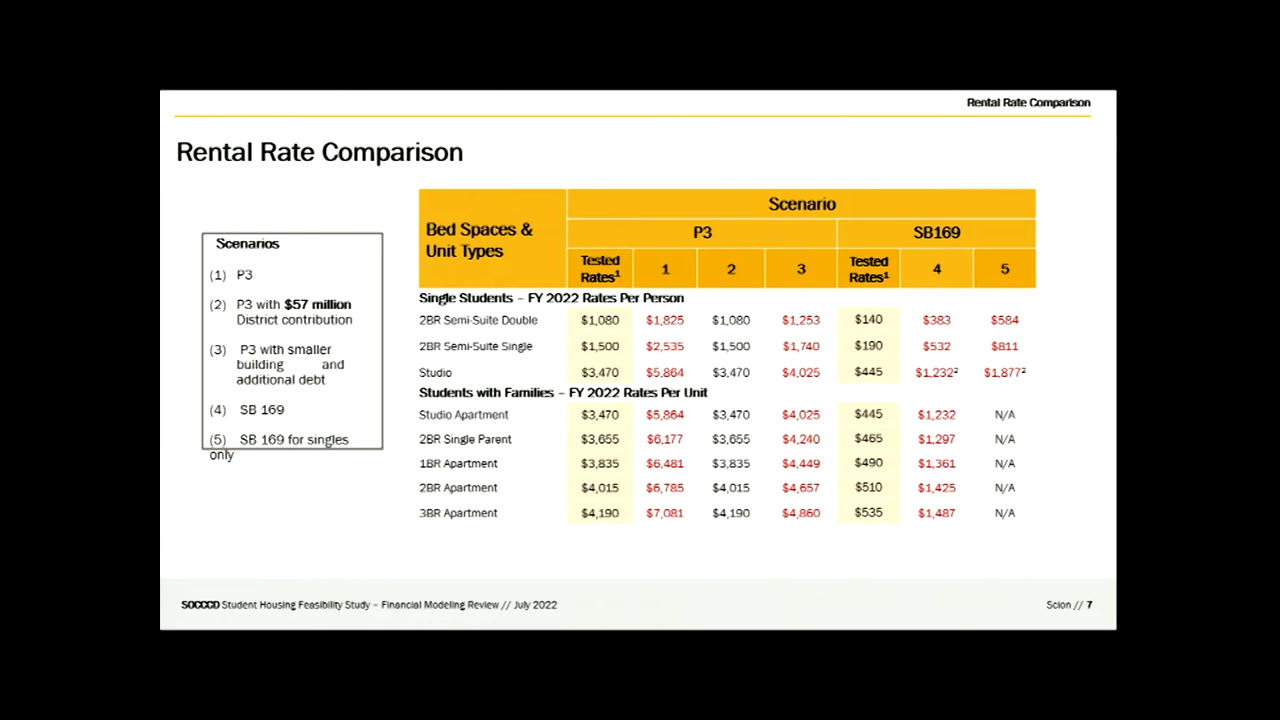 Rental Rate Comparison
Rental Rate Comparison
Scenarios
(1) P3
(2) P3 with $57 million
District contribution
(3) P3 with smaller
building and
additional debt
(4) SB 169
(5) SB 169 for singles
only
Bed Spaces &
Unit Types
Scenario
P3 SB169
Tested
Rates¹ 1 2 3 Tested
Rates¹ 4 5
Single Students – FY 2022 Rates Per Person
2BR Semi-Suite Double $1,080 $1,825 $1,080 $1,253 $140 $383 $584
2BR Semi-Suite Single $1,500 $2,535 $1,500 $1,740 $190 $532 $811
Studio $3,470 $5,864 $3,470 $4,025 $445 $1,232² $1,877²
Students with Families – FY 2022 Rates Per Unit
Studio Apartment $3,470 $5,864 $3,470 $4,025 $445 $1,232 N/A
2BR Single Parent $3,655 $6,177 $3,655 $4,240 $465 $1,297 N/A
1BR Apartment $3,835 $6,481 $3,835 $4,449 $490 $1,361 N/A
2BR Apartment $4,015 $6,785 $4,015 $4,657 $510 $1,425 N/A
3BR Apartment $4,190 $7,081 $4,190 $4,860 $535 $1,487 N/A
SOCCCD Student Housing Feasibility Study – Financial Modeling Review // July 2022
Scion // 7